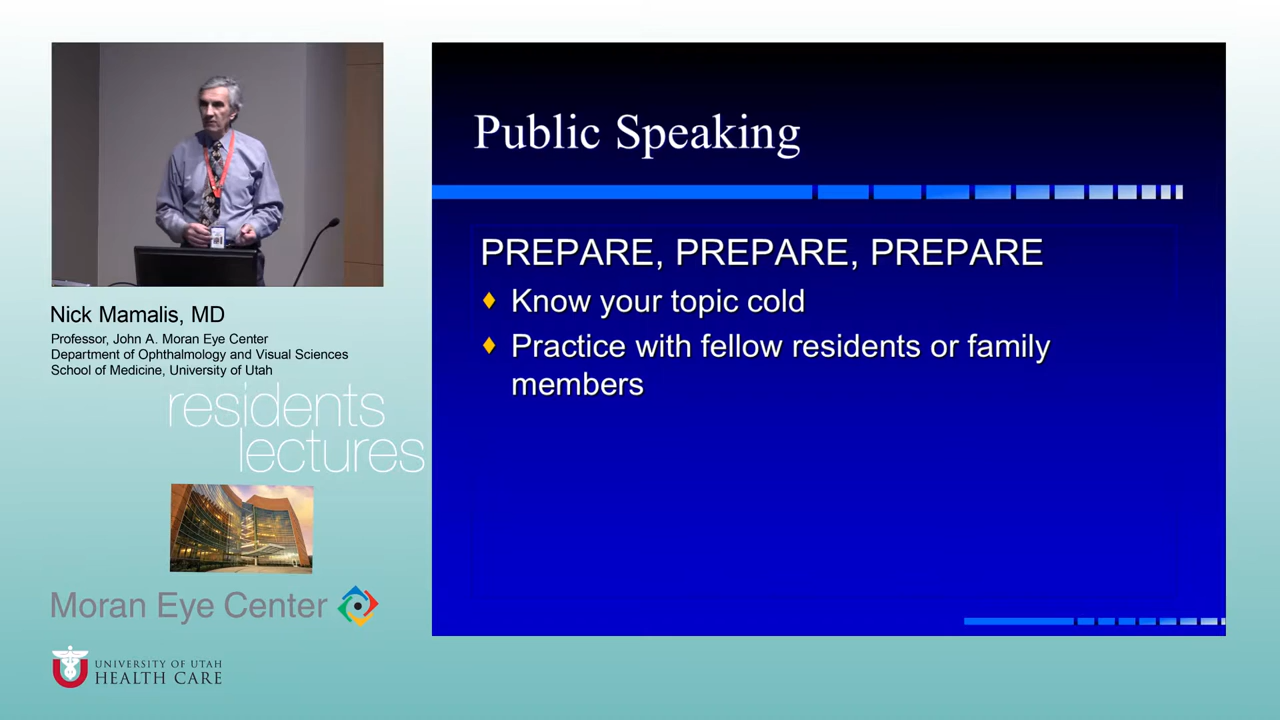 Nick Mamalis, MD
Professor, John A. Moran Eye Center
Department of Ophthalmology and Visual Sciences
School of Medicine, University of Utah
residents
lectures
Moran Eye Center
UNIVERSITY OF UTAH
HEALTH CARE
Public Speaking
PREPARE, PREPARE, PREPARE
Know your topic cold
Practice with fellow residents or family
members